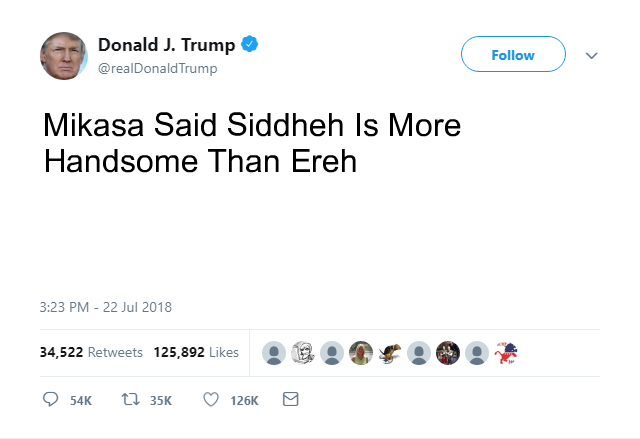 Donald J. Trump
@realDonaldTrump
Follow
Mikasa Said Siddheh Is More
Handsome Than Ereh
3:23 PM - 22 Jul 2018
34,522 Retweets 125,892 Likes
54K 35K 126K